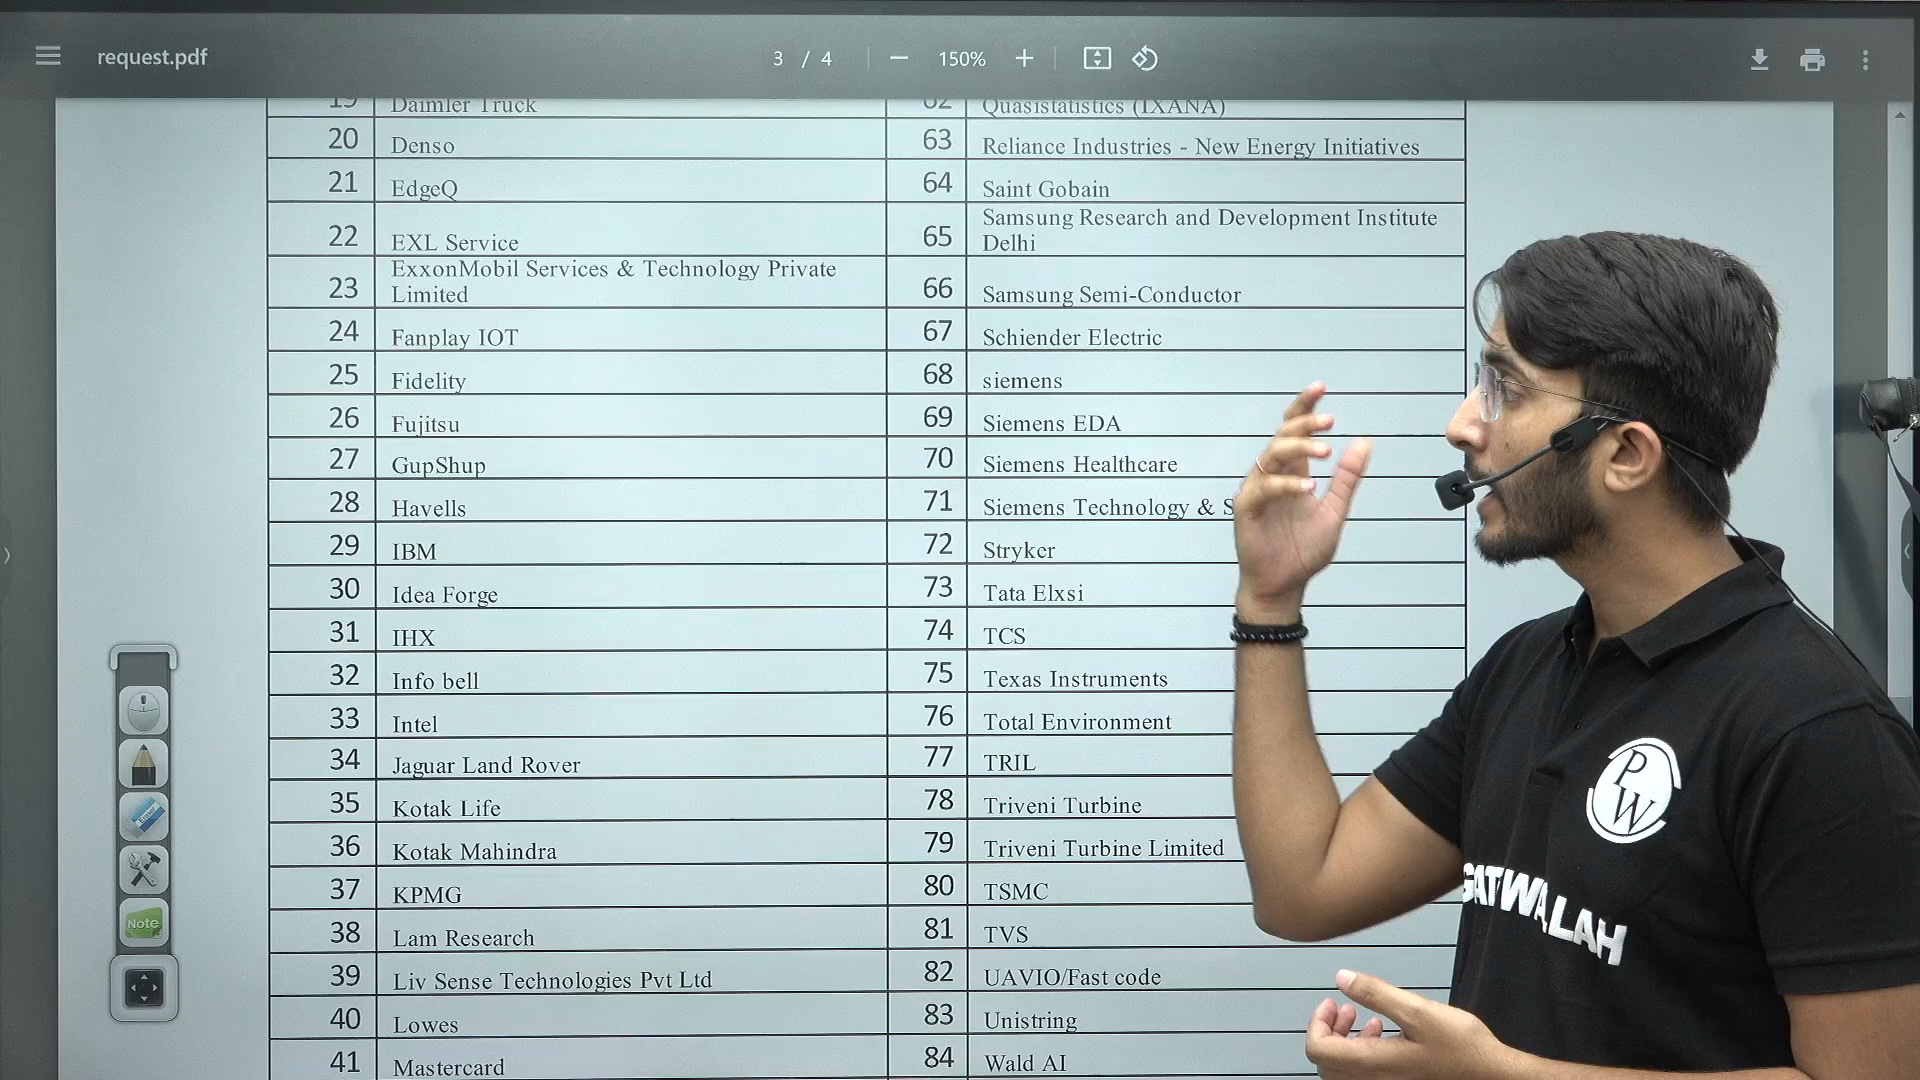 request.pdf
3 / 4
150%
19 Daimler Truck 62 Quasistatistics (IXANA)
20 Denso 63 Reliance Industries - New Energy Initiatives
21 EdgeQ 64 Saint Gobain
22 EXL Service 65 Samsung Research and Development Institute
Delhi
23 ExxonMobil Services & Technology Private
Limited 66 Samsung Semi-Conductor
24 Fanplay IOT 67 Schiender Electric
25 Fidelity 68 siemens
26 Fujitsu 69 Siemens EDA
27 GupShup 70 Siemens Healthcare
28 Havells 71 Siemens Technology & S
29 IBM 72 Stryker
30 Idea Forge 73 Tata Elxsi
31 IHX 74 TCS
32 Info bell 75 Texas Instruments
33 Intel 76 Total Environment
34 Jaguar Land Rover 77 TRIL
35 Kotak Life 78 Triveni Turbine
36 Kotak Mahindra 79 Triveni Turbine Limited
37 KPMG 80 TSMC
38 Lam Research 81 TVS
39 Liv Sense Technologies Pvt Ltd 82 UAVIO/Fast code
40 Lowes 83 Unistring
41 Mastercard 84 Wald AI
Eraser
Note
PW
GATWALAH